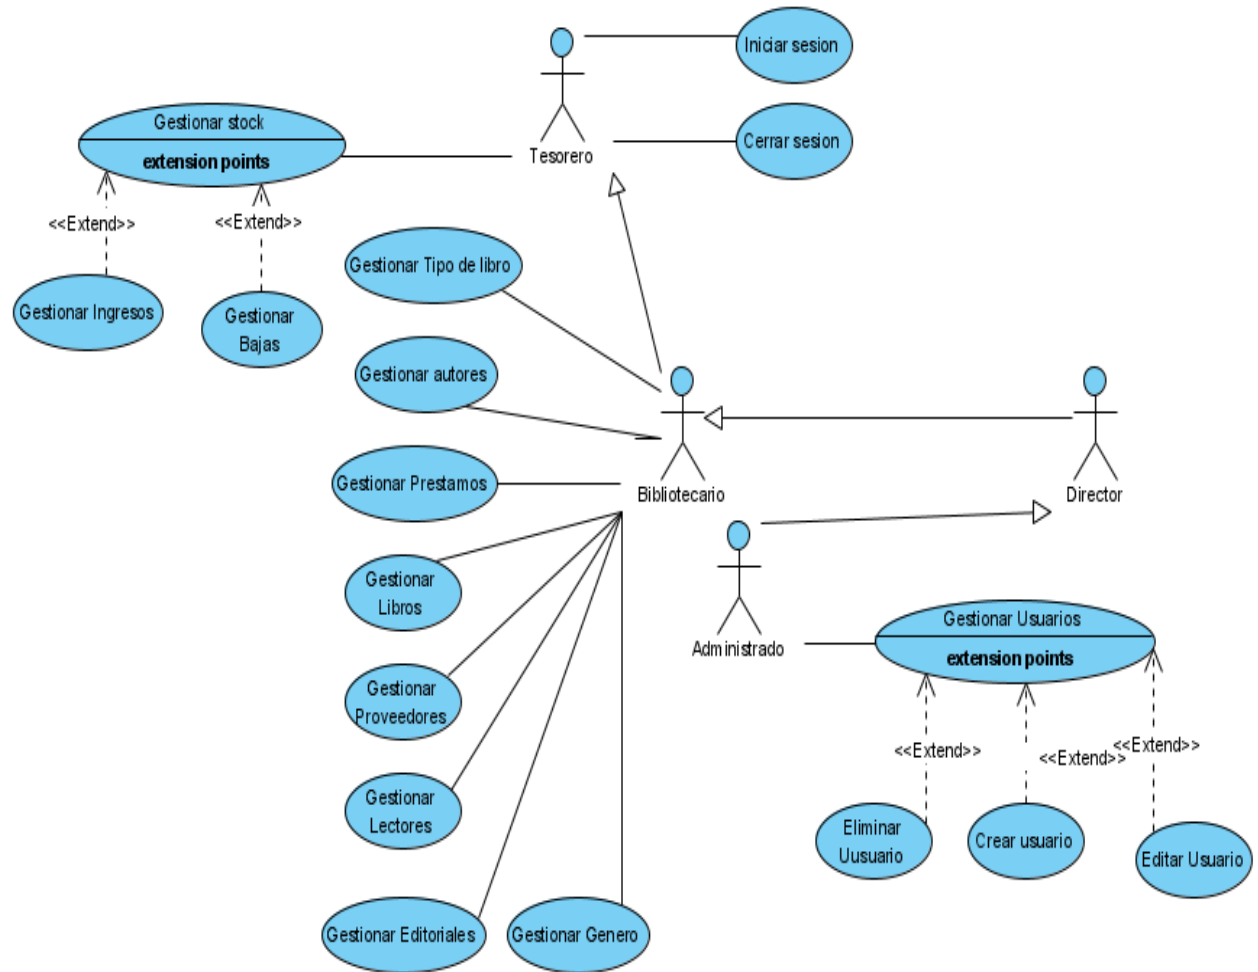 Iniciar sesion
Gestionar stock
extension points
Cerrar sesion
Tesorero
<<Extend>>
<<Extend>>
Gestionar Tipo de libro
Gestionar Ingresos
Gestionar
Bajas
Gestionar autores
Gestionar Prestamos
Bibliotecario
Director
Gestionar
Libros
Gestionar Usuarios
extension points
Administrado
Gestionar
Proveedores
<<Extend>>
<<Extend>>
<<Extend>>
Gestionar
Lectores
Eliminar
Uusuario
Crear usuario
Editar Usuario
Gestionar Editoriales
Gestionar Genero